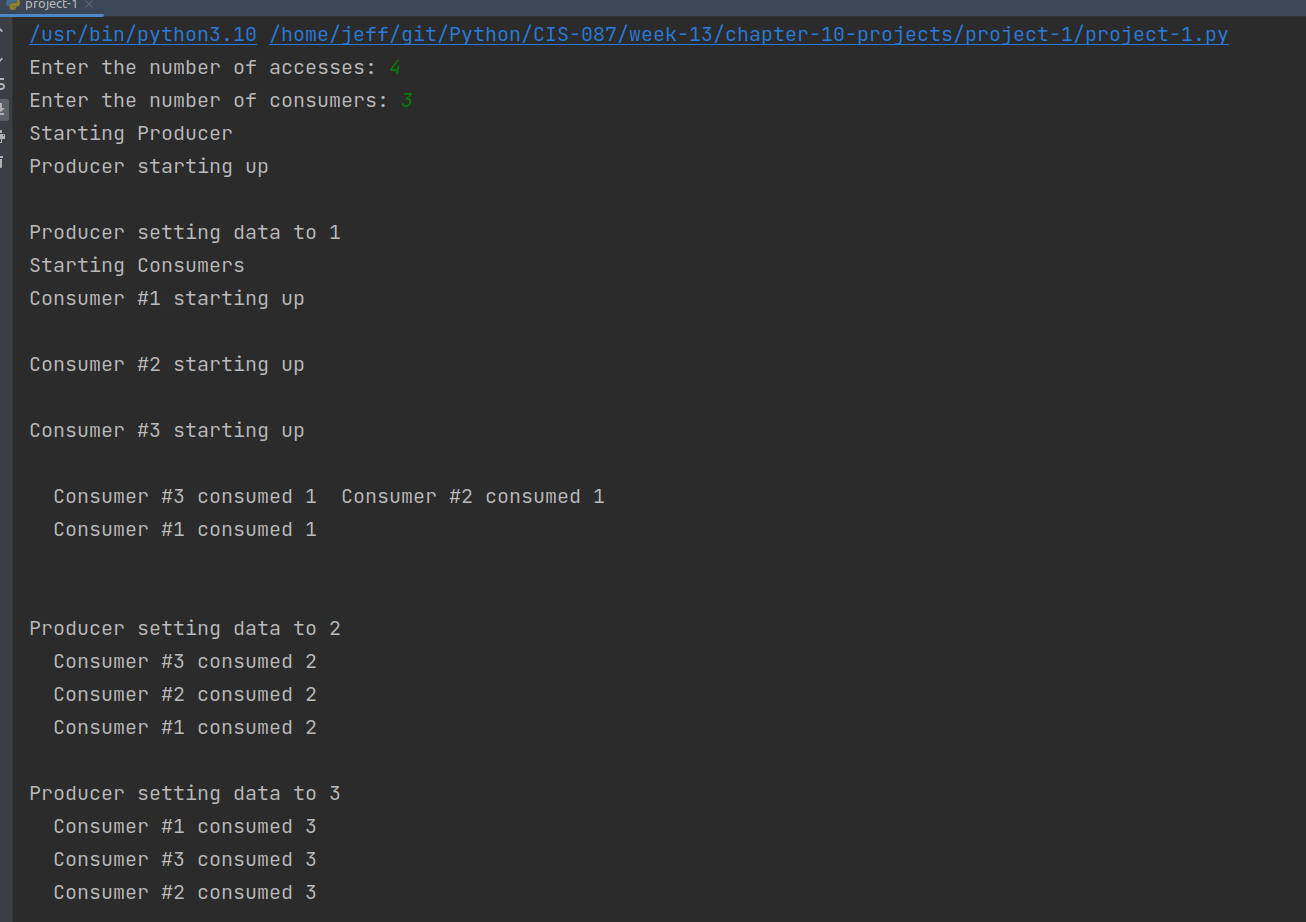 project-1
/usr/bin/python3.10 /home/jeff/git/Python/CIS-087/week-13/chapter-10-projects/project-1/project-1.py
Enter the number of accesses: 4
Enter the number of consumers: 3
Starting Producer
Producer starting up
Producer setting data to 1
Starting Consumers
Consumer #1 starting up
Consumer #2 starting up
Consumer #3 starting up
  Consumer #3 consumed 1  Consumer #2 consumed 1
  Consumer #1 consumed 1
Producer setting data to 2
  Consumer #3 consumed 2
  Consumer #2 consumed 2
  Consumer #1 consumed 2
Producer setting data to 3
  Consumer #1 consumed 3
  Consumer #3 consumed 3
  Consumer #2 consumed 3